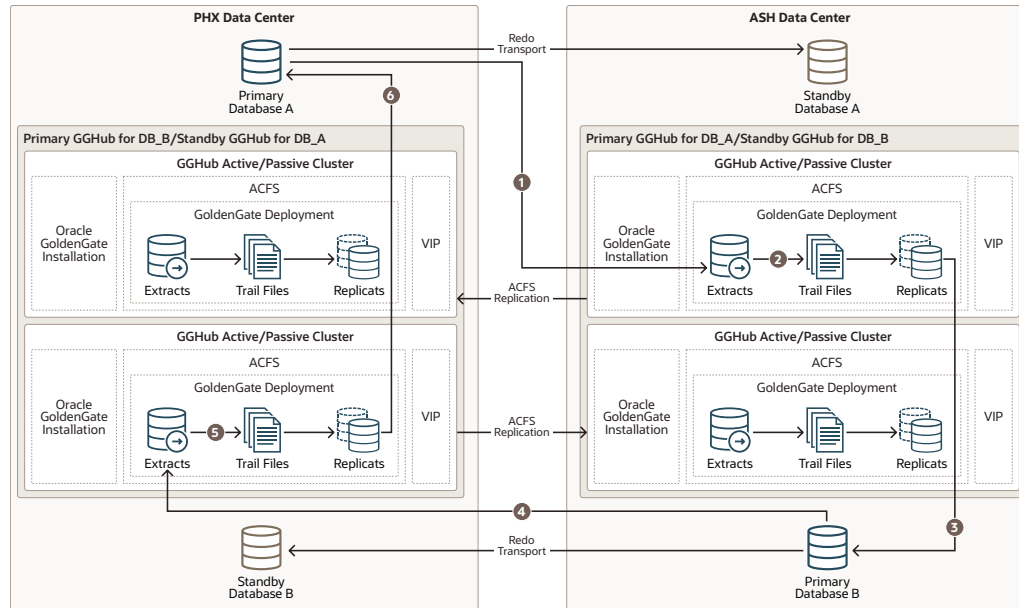 PHX Data Center
Primary
Database A
6
Primary GGHub for DB_B/Standby GGHub for DB_A
GGHub Active/Passive Cluster
Oracle
GoldenGate
Installation
ACFS
GoldenGate Deployment
Extracts
Trail Files
Replicats
VIP
GGHub Active/Passive Cluster
Oracle
GoldenGate
Installation
ACFS
GoldenGate Deployment
5
Extracts
Trail Files
Replicats
VIP
Standby
Database B
Redo
Transport
1
ACFS
Replication
ACFS
Replication
4
Redo
Transport
ASH Data Center
Standby
Database A
Primary GGHub for DB_A/Standby GGHub for DB_B
GGHub Active/Passive Cluster
Oracle
GoldenGate
Installation
ACFS
GoldenGate Deployment
2
Extracts
Trail Files
Replicats
VIP
GGHub Active/Passive Cluster
Oracle
GoldenGate
Installation
ACFS
GoldenGate Deployment
Extracts
Trail Files
Replicats
VIP
3
Primary
Database B